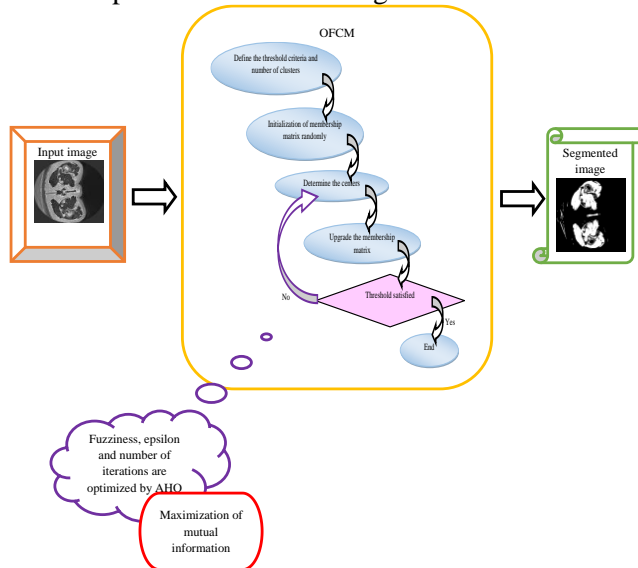 OFCM
Define the threshold criteria and
number of clusters
Initialization of membership
matrix randomly
Determine the centers
Upgrade the membership
matrix
Threshold satisfied
No
Yes
End
Input image
Segmented
image
Fuzziness, epsilon
and number of
iterations are
optimized by AHO
Maximization of
mutual
information